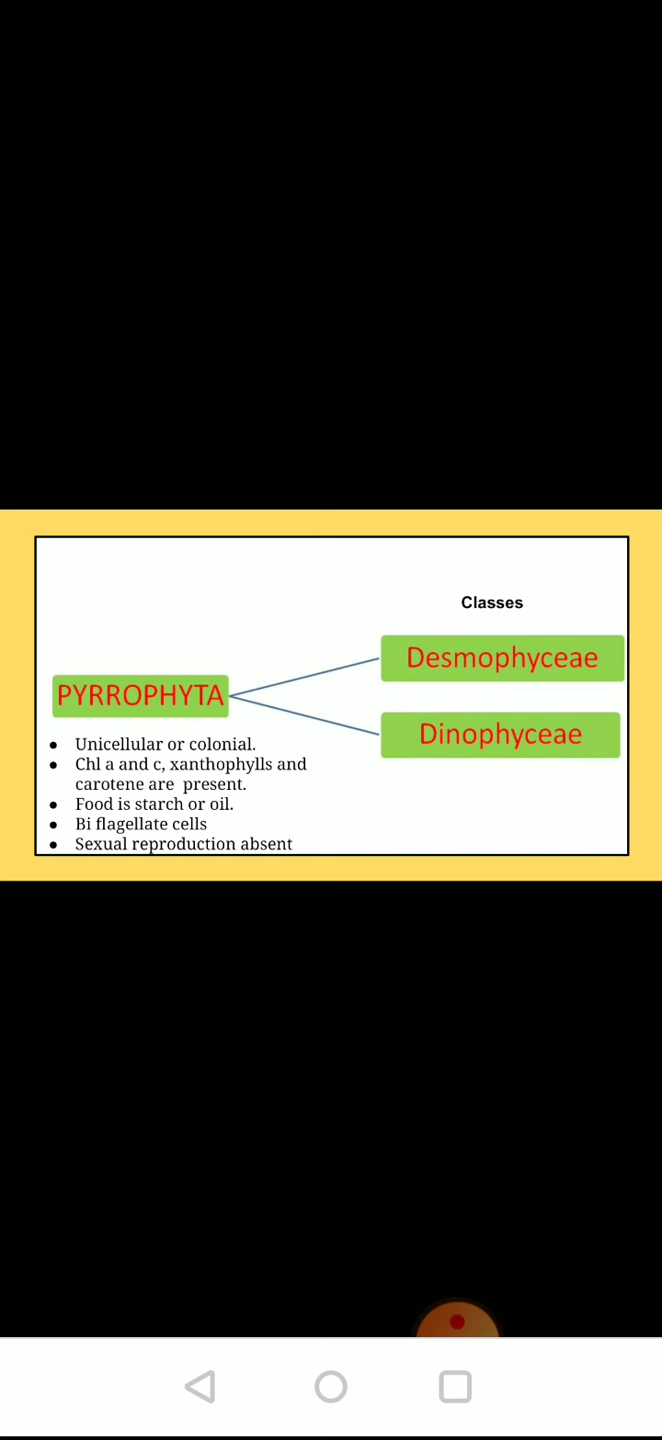 Classes
Desmophyceae
PYRROPHYTA
Dinophyceae
● Unicellular or colonial.
● Chl a and c, xanthophylls and
carotene are present.
● Food is starch or oil.
● Bi flagellate cells
● Sexual reproduction absent